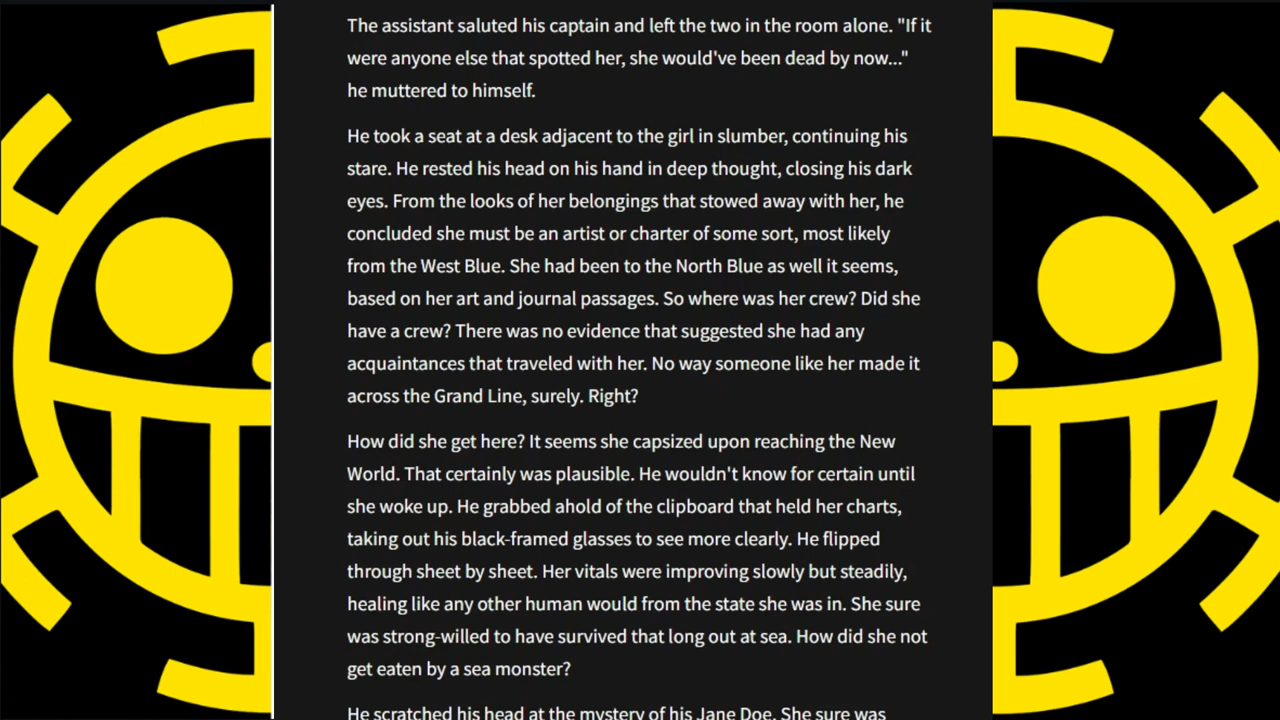 The assistant saluted his captain and left the two in the room alone. "If it
were anyone else that spotted her, she would've been dead by now..."
he muttered to himself.
He took a seat at a desk adjacent to the girl in slumber, continuing his
stare. He rested his head on his hand in deep thought, closing his dark
eyes. From the looks of her belongings that stowed away with her, he
concluded she must be an artist or charter of some sort, most likely
from the West Blue. She had been to the North Blue as well it seems,
based on her art and journal passages. So where was her crew? Did she
have a crew? There was no evidence that suggested she had any
acquaintances that traveled with her. No way someone like her made it
across the Grand Line, surely. Right?
How did she get here? It seems she capsized upon reaching the New
World. That certainly was plausible. He wouldn't know for certain until
she woke up. He grabbed ahold of the clipboard that held her charts,
taking out his black-framed glasses to see more clearly. He flipped
through sheet by sheet. Her vitals were improving slowly but steadily,
healing like any other human would from the state she was in. She sure
was strong-willed to have survived that long out at sea. How did she not
get eaten by a sea monster?
He scratched his head at the mystery of his Jane Doe. She sure was